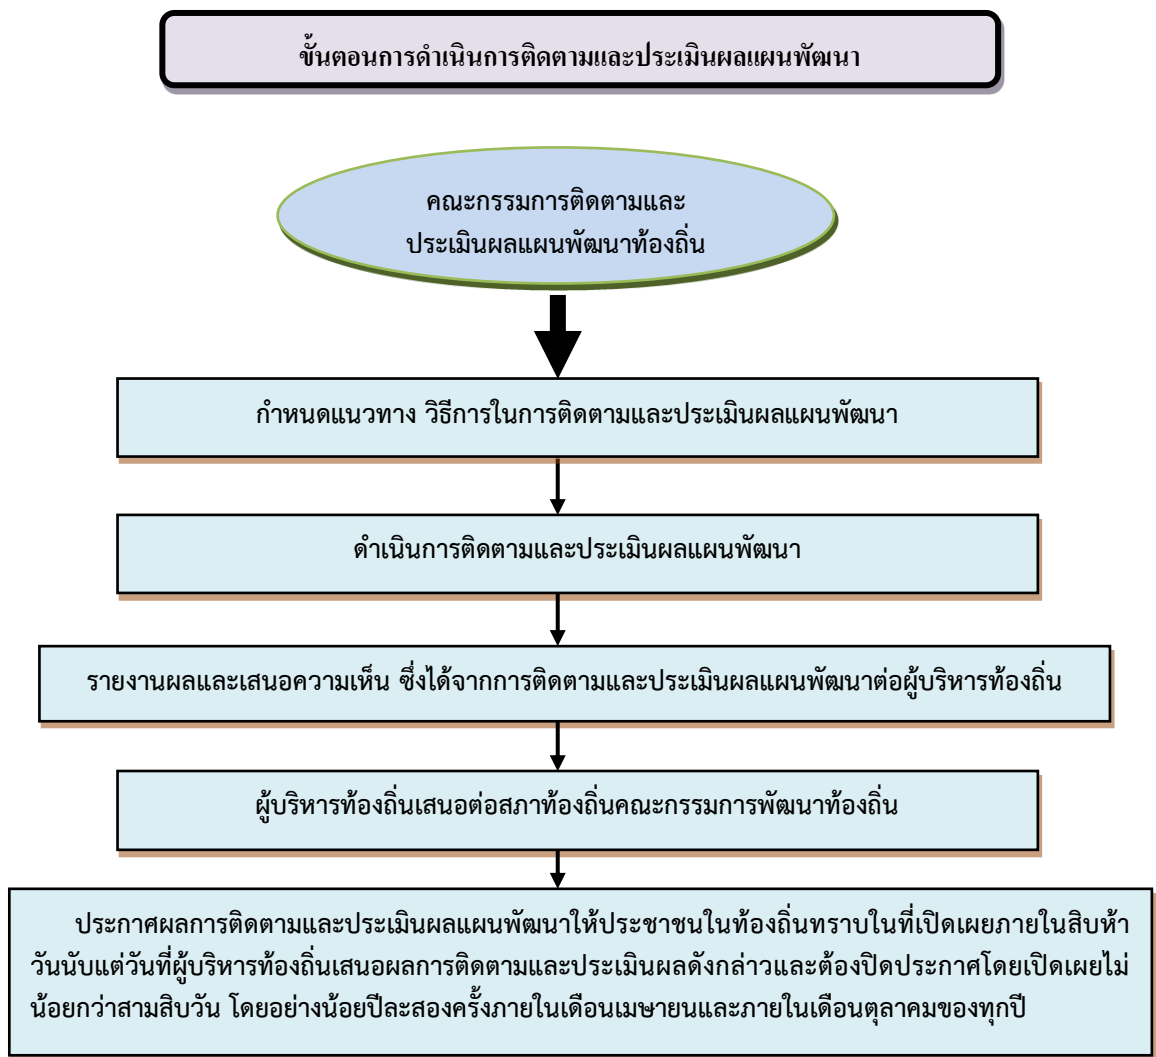 ขั้นตอนการดำเนินการติดตามและประเมินผลแผนพัฒนา
คณะกรรมการติดตามและ
ประเมินผลแผนพัฒนาท้องถิ่น
กำหนดแนวทาง วิธีการในการติดตามและประเมินผลแผนพัฒนา
ดำเนินการติดตามและประเมินผลแผนพัฒนา
รายงานผลและเสนอความเห็น ซึ่งได้จากการติดตามและประเมินผลแผนพัฒนาต่อผู้บริหารท้องถิ่น
ผู้บริหารท้องถิ่นเสนอต่อสภาท้องถิ่นคณะกรรมการพัฒนาท้องถิ่น
ประกาศผลการติดตามและประเมินผลแผนพัฒนาให้ประชาชนในท้องถิ่นทราบในที่เปิดเผยภายในสิบห้า
วันนับแต่วันที่ผู้บริหารท้องถิ่นเสนอผลการติดตามและประเมินผลดังกล่าวและต้องปิดประกาศโดยเปิดเผยไม่
น้อยกว่าสามสิบวัน โดยอย่างน้อยปีละสองครั้งภายในเดือนเมษายนและภายในเดือนตุลาคมของทุกปี